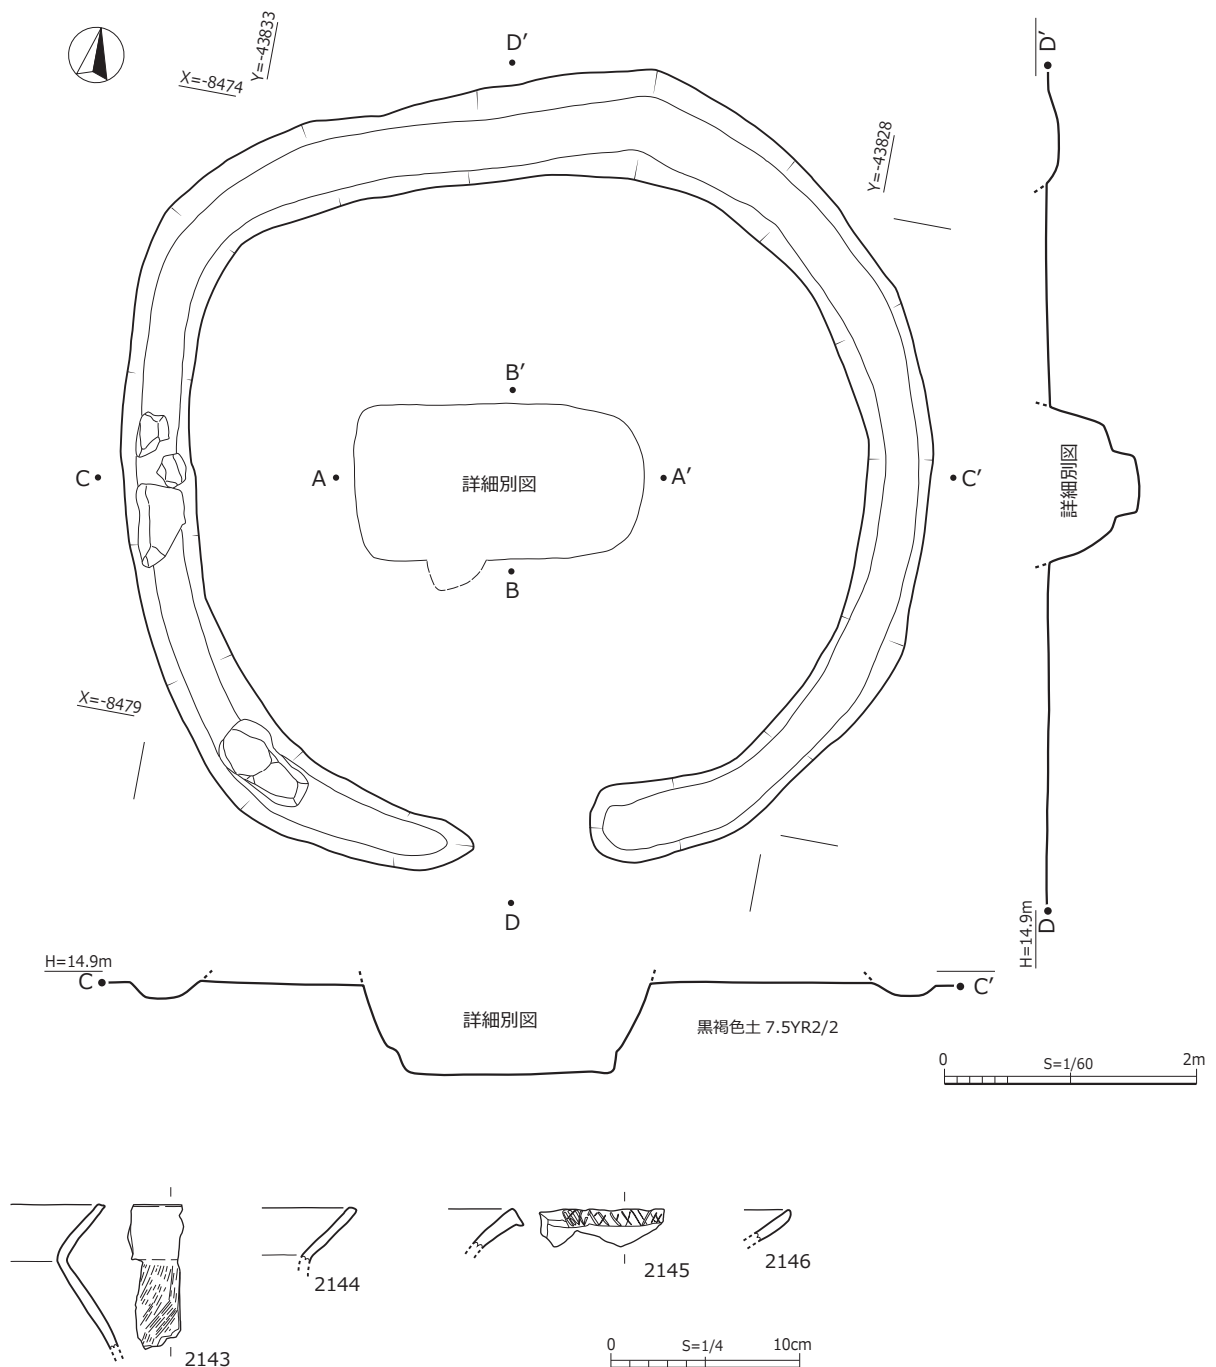 Y=-43833
X=-8474
D′
D′
Y=-43828
B′
C
A
詳細別図
A′
C′
詳細別図
B
X=-8479
D
D
H=14.9m
H=14.9m
C
C′
詳細別図
黒褐色土 7.5YR2/2
0
S=1/60
2m
2143
2144
2145
2146
0
S=1/4
10cm